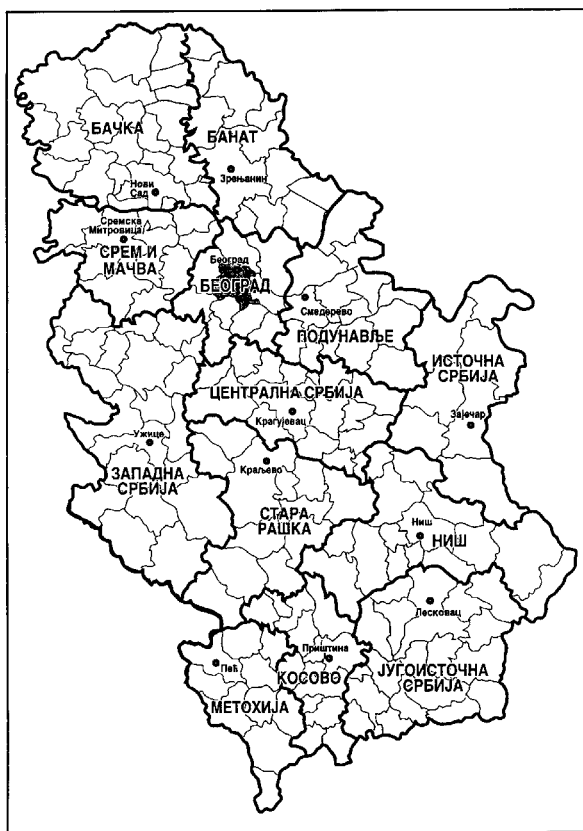 БАЧКА
БАНАТ
Зрењанин
Нови
Сад
Сремска
Митровица
СРЕМ И
МАЧВА
Београд
БЕОГРАД
Смедерево
ПОДУНАВЉЕ
ИСТОЧНА
СРБИЈА
ЦЕНТРАЛНА СРБИЈА
Крагујевац
Зајечар
Ужице
ЗАПАДНА
СРБИЈА
Краљево
СТАРА
РАШКА
Ниш
НИШ
Лесковац
Приштина
Пећ
КОСОВО
ЈУГОИСТОЧНА
СРБИЈА
МЕТОХИЈА